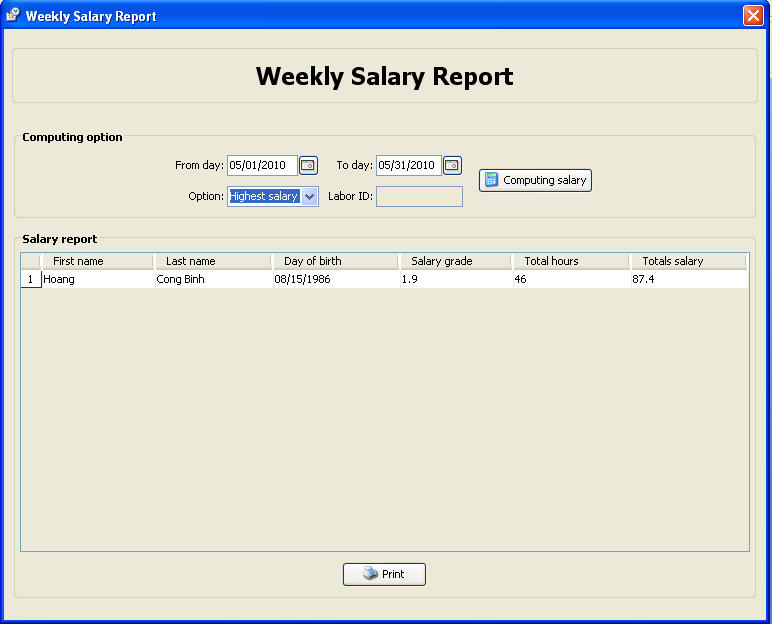 Weekly Salary Report
Weekly Salary Report
Computing option
From day: 05/01/2010 To day: 05/31/2010
Computing salary
Option: Highest salary Labor ID:
Salary report
First name Last name Day of birth Salary grade Total hours Totals salary
1 Hoang Cong Binh 08/15/1986 1.9 46 87.4
Print